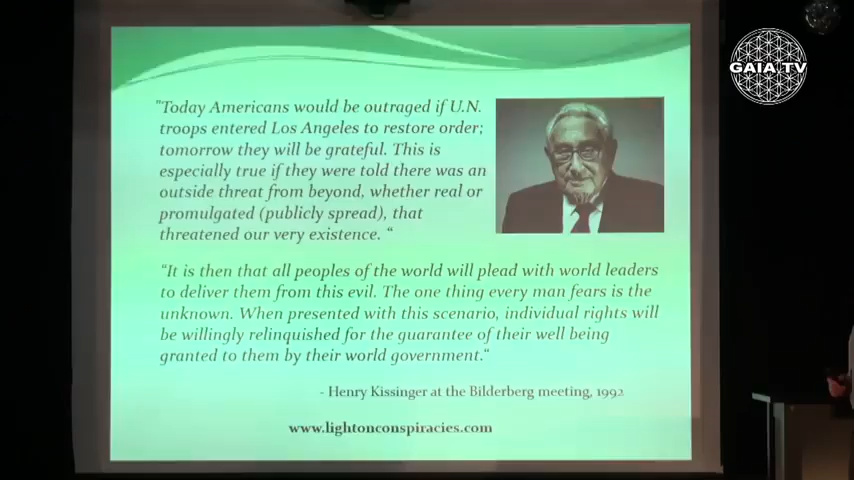 GAIA TV
"Today Americans would be outraged if U.N.
troops entered Los Angeles to restore order;
tomorrow they will be grateful. This is
especially true if they were told there was an
outside threat from beyond, whether real or
promulgated (publicly spread), that
threatened our very existence. “
“It is then that all peoples of the world will plead with world leaders
to deliver them from this evil. The one thing every man fears is the
unknown. When presented with this scenario, individual rights will
be willingly relinquished for the guarantee of their well being
granted to them by their world government.“
- Henry Kissinger at the Bilderberg meeting, 1992
www.lightonconspiracies.com